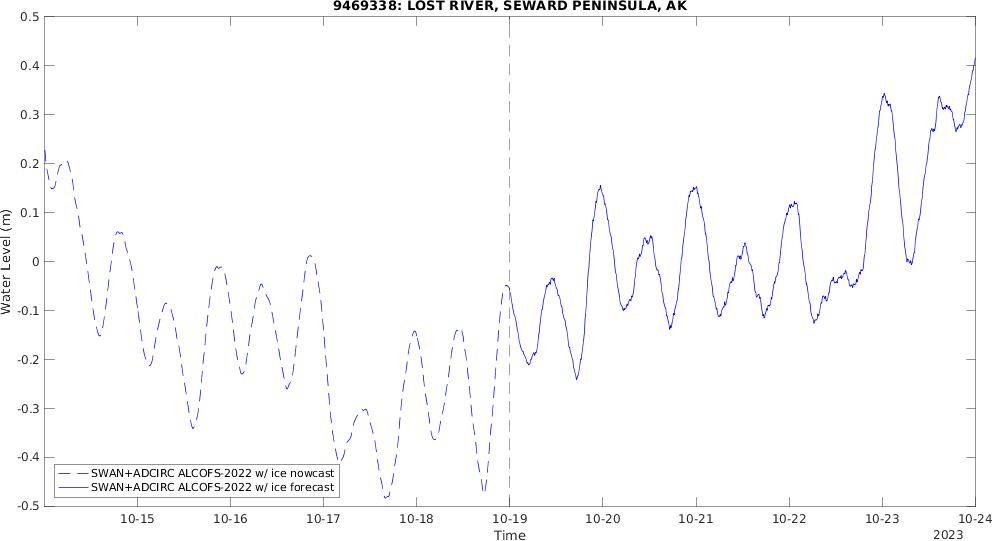 9469338: LOST RIVER, SEWARD PENINSULA, AK
Water Level (m)
0.5
0.4
0.3
0.2
0.1
0
-0.1
-0.2
-0.3
-0.4
-0.5
SWAN+ADCIRC ALCOFS-2022 w/ ice nowcast
SWAN+ADCIRC ALCOFS-2022 w/ ice forecast
10-15 10-16 10-17 10-18 10-19 10-20 10-21 10-22 10-23 10-24
Time
2023